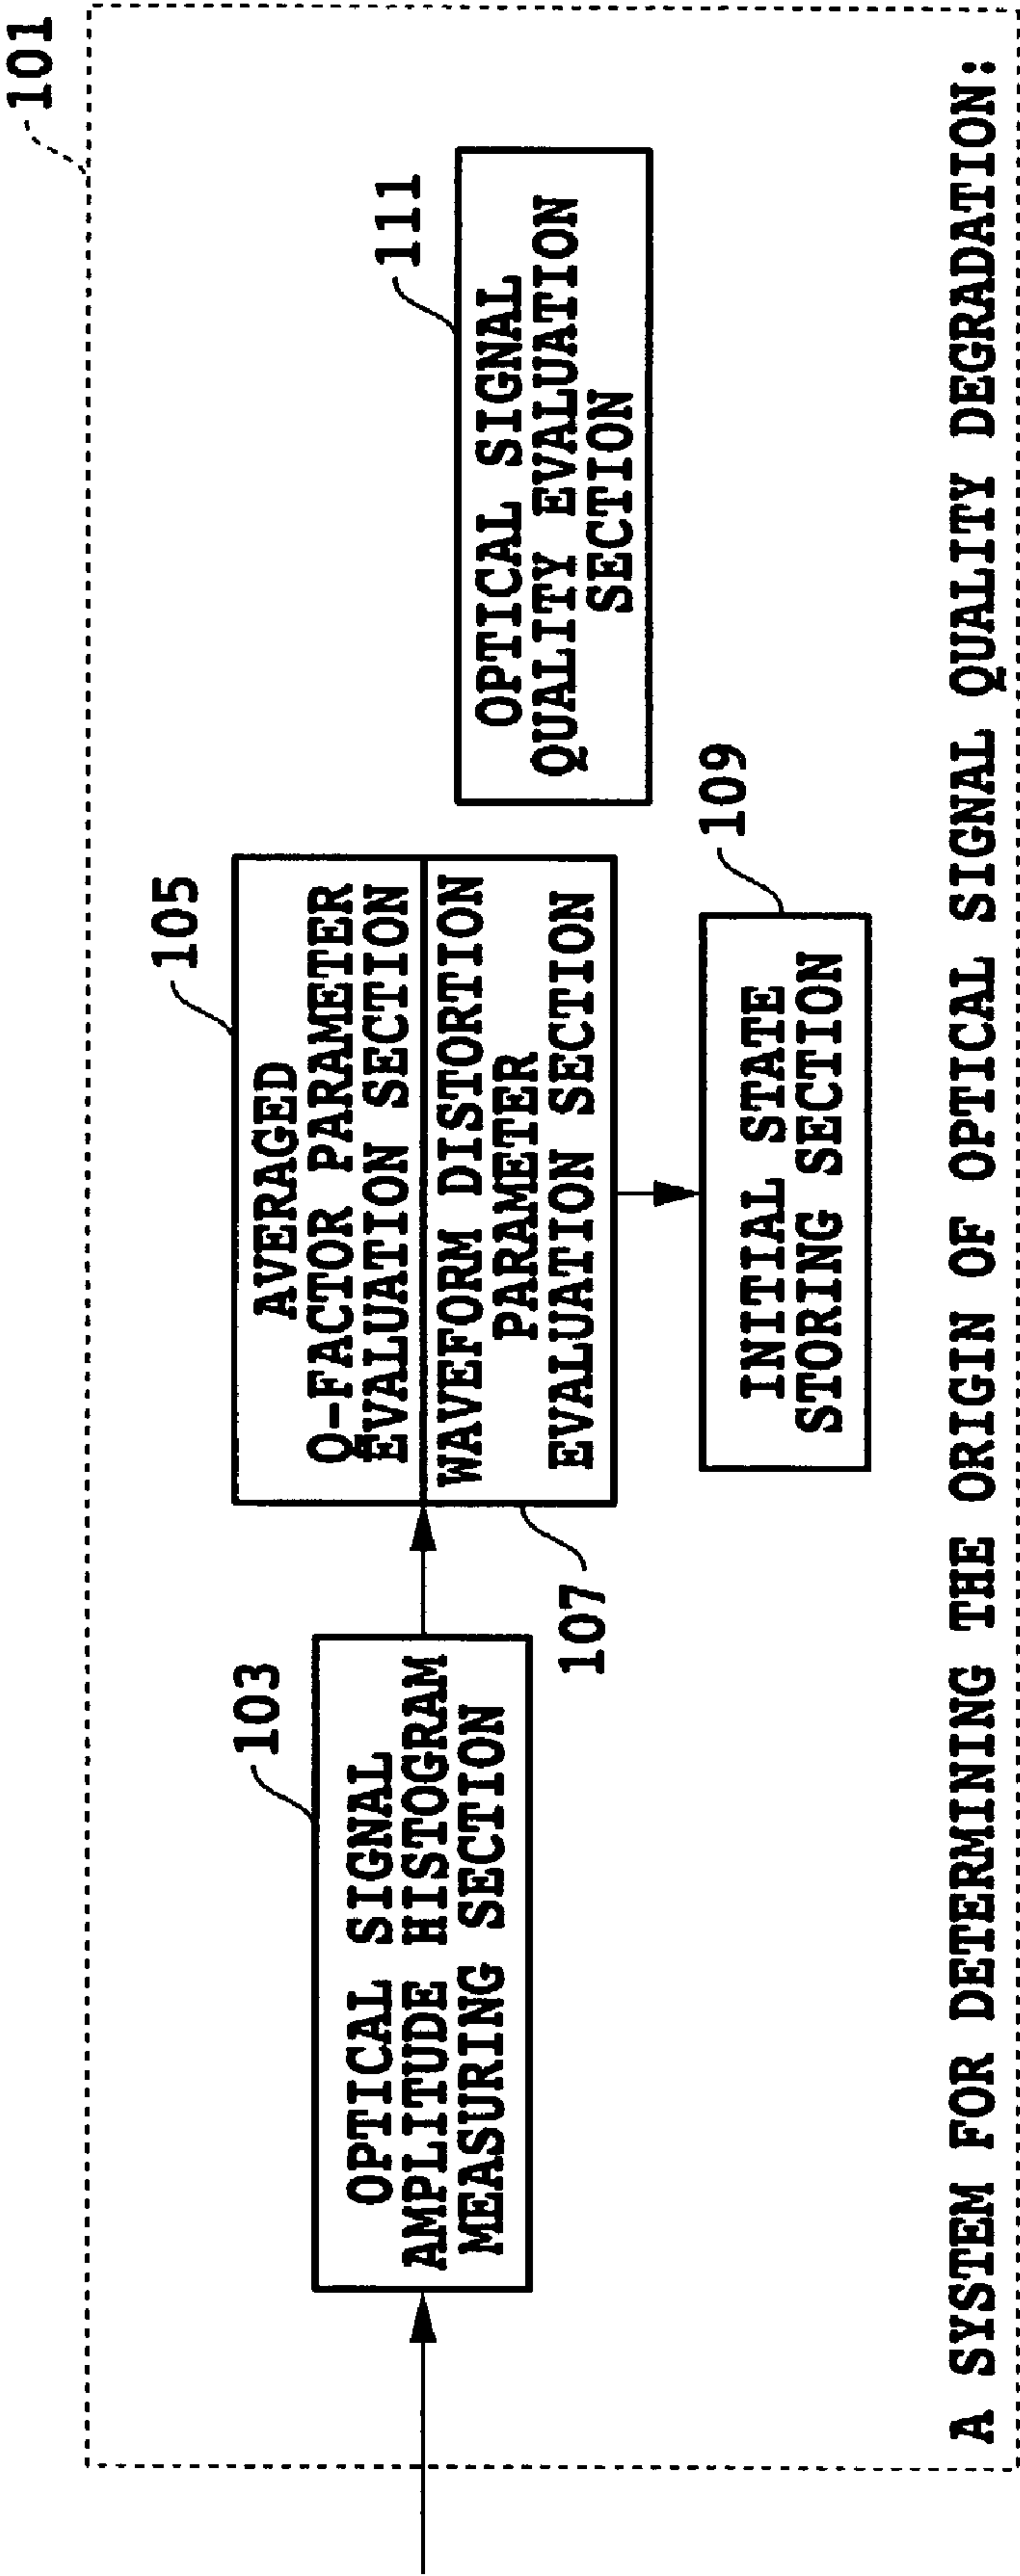 101
103
OPTICAL SIGNAL
AMPLITUDE HISTOGRAM
MEASURING SECTION
105
AVERAGED
Q-FACTOR PARAMETER
EVALUATION SECTION
WAVEFORM DISTORTION
PARAMETER
EVALUATION SECTION
107
INITIAL STATE
STORING SECTION
109
111
OPTICAL SIGNAL
QUALITY EVALUATION
SECTION
A SYSTEM FOR DETERMINING THE ORIGIN OF OPTICAL SIGNAL QUALITY DEGRADATION: